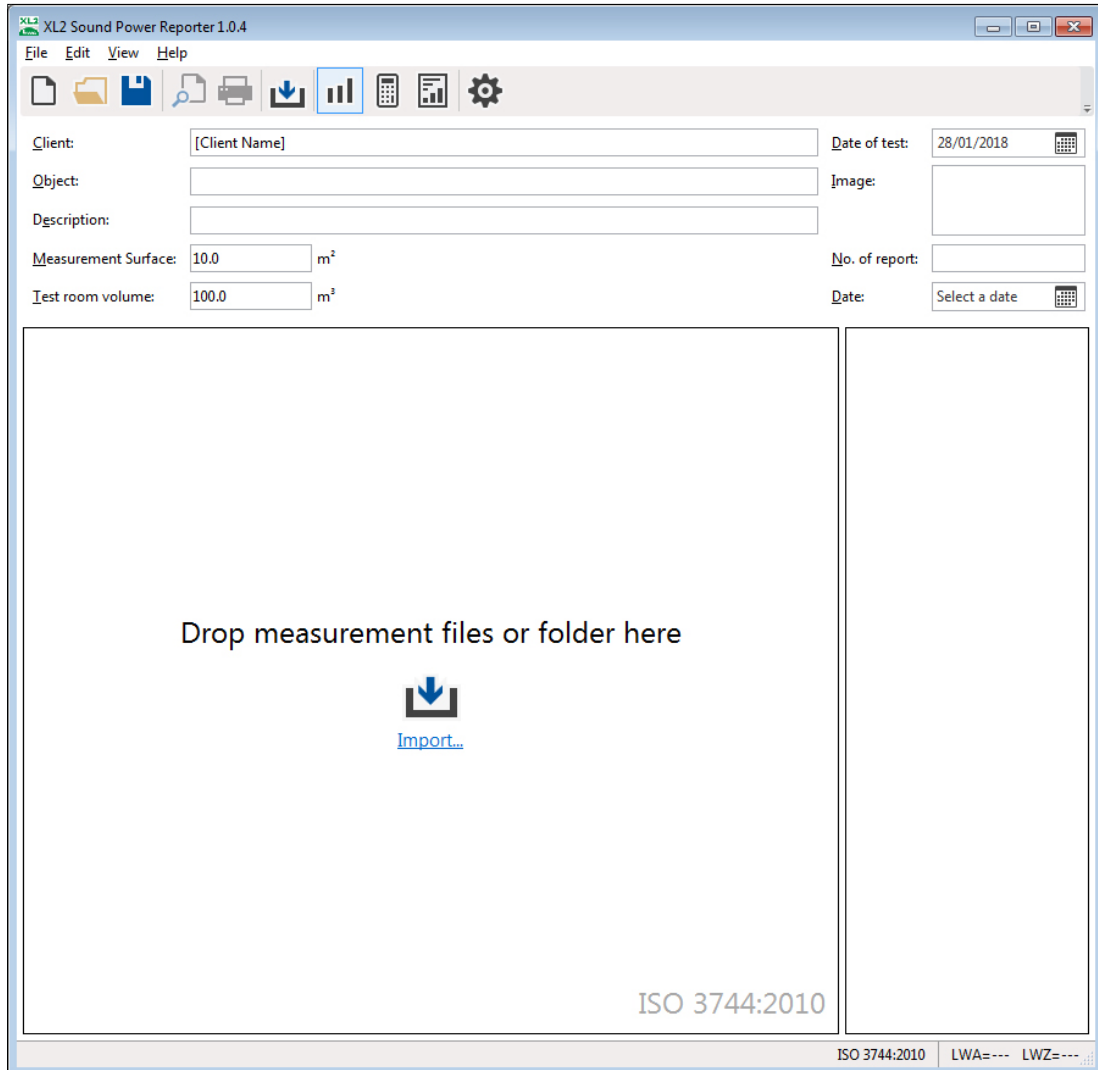 XL2 Sound Power Reporter 1.0.4
File Edit View Help
Client: [Client Name] Date of test: 28/01/2018
Object: Image:
Description:
Measurement Surface: 10.0 m² No. of report:
Test room volume: 100.0 m³ Date: Select a date
Drop measurement files or folder here
Import...
ISO 3744:2010
ISO 3744:2010 LWA=--- LWZ=---